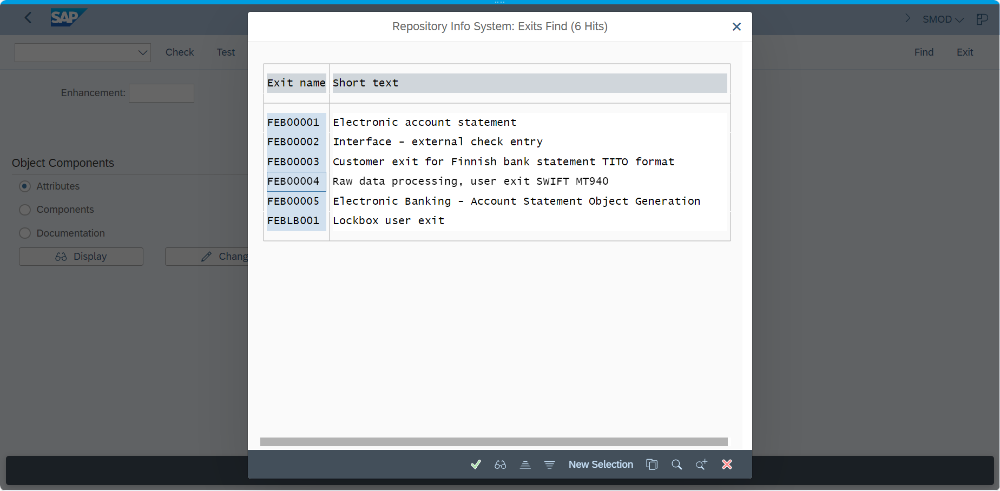 SAP
SMOD
Check
Test
Find
Exit
Enhancement:
Object Components
Attributes
Components
Documentation
Display
Chang
Repository Info System: Exits Find (6 Hits)
Exit name Short text
FEB00001 Electronic account statement
FEB00002 Interface - external check entry
FEB00003 Customer exit for Finnish bank statement TITO format
FEB00004 Raw data processing, user exit SWIFT MT940
FEB00005 Electronic Banking - Account Statement Object Generation
FEBLB001 Lockbox user exit
New Selection